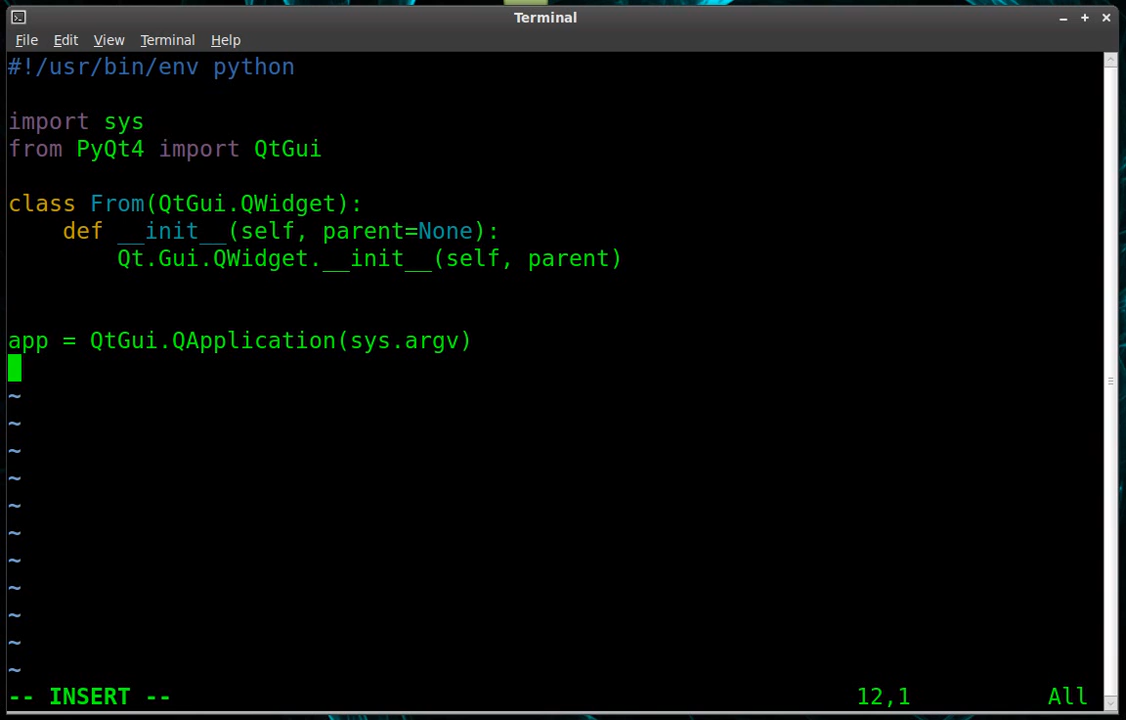 Terminal
File Edit View Terminal Help
#!/usr/bin/env python
import sys
from PyQt4 import QtGui
class From(QtGui.QWidget):
    def __init__(self, parent=None):
        Qt.Gui.QWidget.__init__(self, parent)
app = QtGui.QApplication(sys.argv)
~
~
~
~
~
~
~
~
~
~
~
-- INSERT -- 12,1 All